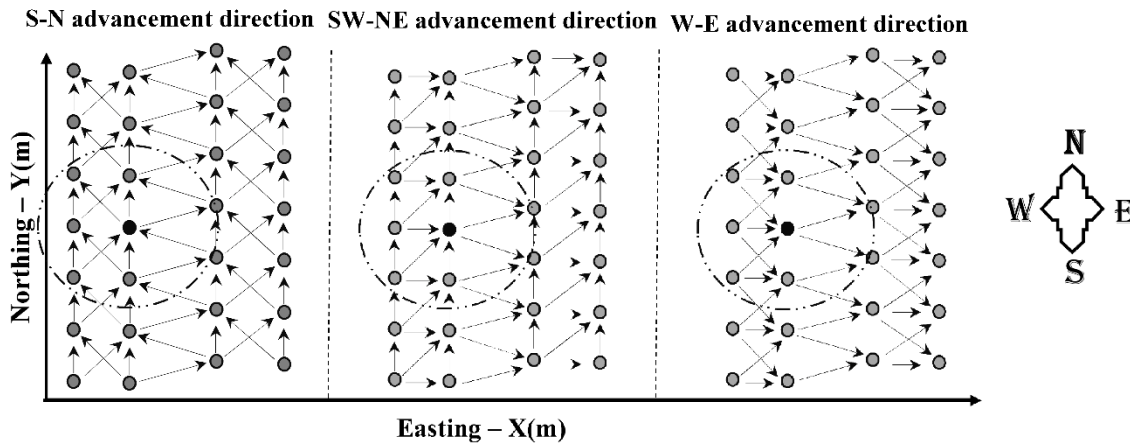 S-N advancement direction
SW-NE advancement direction
W-E advancement direction
Northing – Y(m)
N
W
E
S
Easting – X(m)